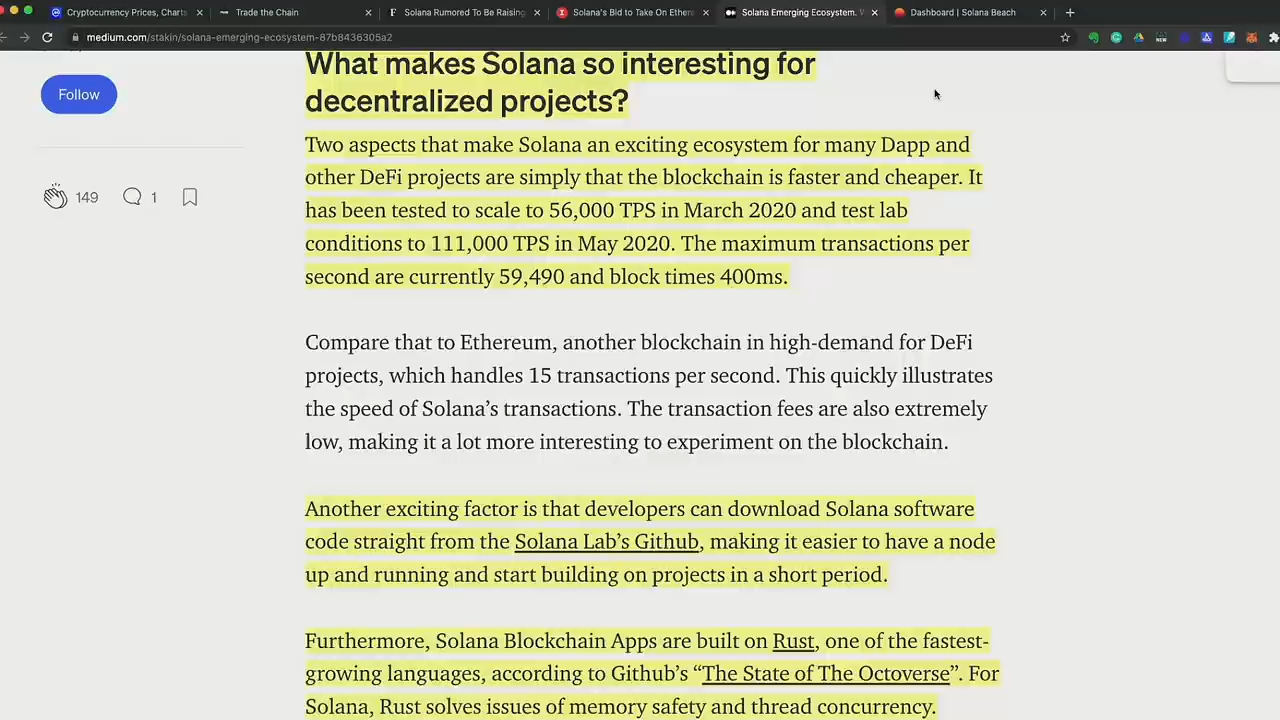 Cryptocurrency Prices, Charts
Trade the Chain
Solana Rumored To Be Raising
Solana's Bid to Take On Ether
Solana Emerging Ecosystem.
Dashboard | Solana Beach
medium.com/stakin/solana-emerging-ecosystem-87b8436305a2
What makes Solana so interesting for
decentralized projects?
Follow
Two aspects that make Solana an exciting ecosystem for many Dapp and
other DeFi projects are simply that the blockchain is faster and cheaper. It
has been tested to scale to 56,000 TPS in March 2020 and test lab
conditions to 111,000 TPS in May 2020. The maximum transactions per
second are currently 59,490 and block times 400ms.
149
1
Compare that to Ethereum, another blockchain in high-demand for DeFi
projects, which handles 15 transactions per second. This quickly illustrates
the speed of Solana’s transactions. The transaction fees are also extremely
low, making it a lot more interesting to experiment on the blockchain.
Another exciting factor is that developers can download Solana software
code straight from the Solana Lab’s Github, making it easier to have a node
up and running and start building on projects in a short period.
Furthermore, Solana Blockchain Apps are built on Rust, one of the fastest-
growing languages, according to Github’s “The State of The Octoverse”. For
Solana, Rust solves issues of memory safety and thread concurrency.